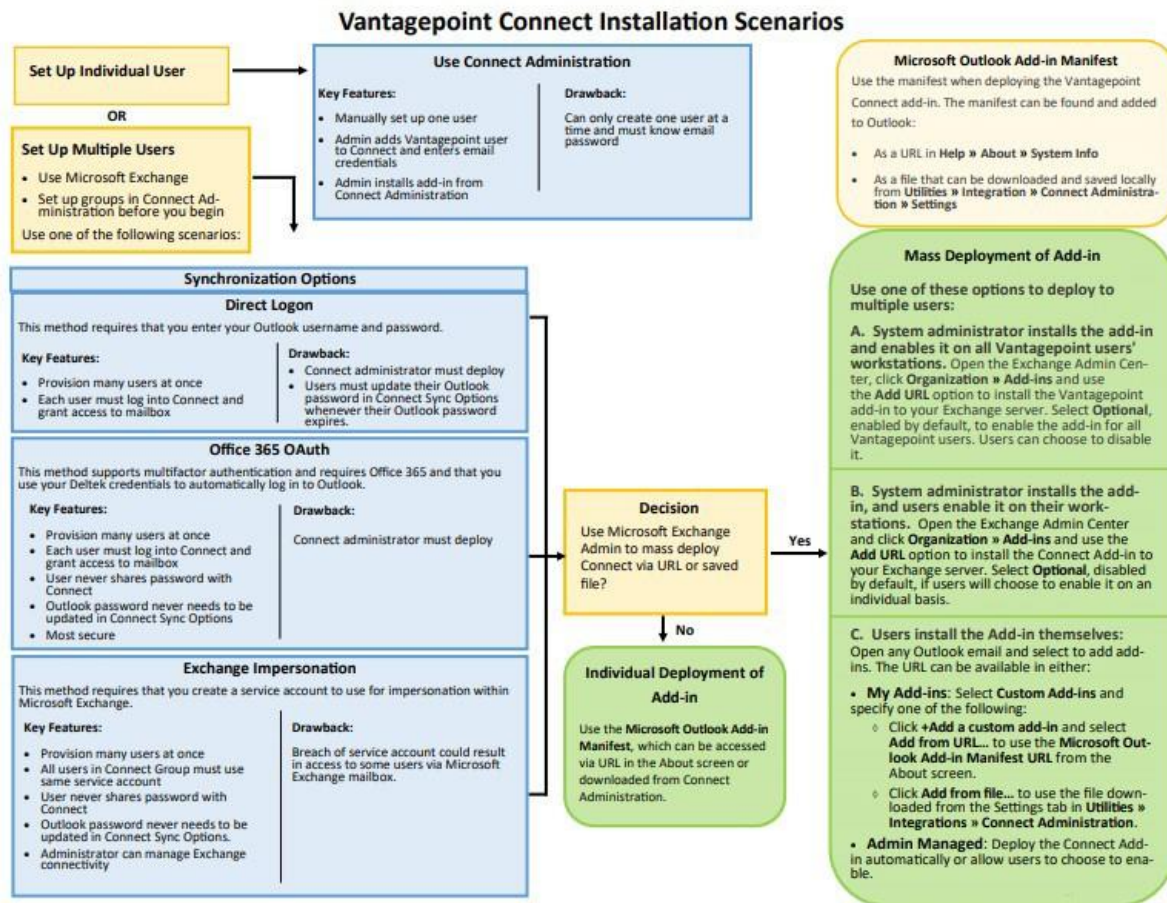 Vantagepoint Connect Installation Scenarios
Set Up Individual User
OR
Set Up Multiple Users
• Use Microsoft Exchange
• Set up groups in Connect Ad-
ministration before you begin
Use one of the following scenarios:
Use Connect Administration
Key Features:
• Manually set up one user
• Admin adds Vantagepoint user
to Connect and enters email
credentials
• Admin installs add-in from
Connect Administration
Drawback:
Can only create one user at a
time and must know email
password
Microsoft Outlook Add-in Manifest
Use the manifest when deploying the Vantagepoint
Connect add-in. The manifest can be found and added
to Outlook:
• As a URL in Help » About » System Info
• As a file that can be downloaded and saved locally
from Utilities » Integration » Connect Administra-
tion » Settings
Synchronization Options
Direct Logon
This method requires that you enter your Outlook username and password.
Key Features:
• Provision many users at once
• Each user must log into Connect and
grant access to mailbox
Drawback:
• Connect administrator must deploy
• Users must update their Outlook
password in Connect Sync Options
whenever their Outlook password
expires.
Office 365 OAuth
This method supports multifactor authentication and requires Office 365 and that you
use your Deltek credentials to automatically log in to Outlook.
Key Features:
• Provision many users at once
• Each user must log into Connect and
grant access to mailbox
• User never shares password with
Connect
• Outlook password never needs to be
updated in Connect Sync Options
• Most secure
Drawback:
Connect administrator must deploy
Exchange Impersonation
This method requires that you create a service account to use for impersonation within
Microsoft Exchange.
Key Features:
• Provision many users at once
• All users in Connect Group must use
same service account
• User never shares password with
Connect
• Outlook password never needs to be
updated in Connect Sync Options.
• Administrator can manage Exchange
connectivity
Drawback:
Breach of service account could result
in access to some users via Microsoft
Exchange mailbox.
Decision
Use Microsoft Exchange
Admin to mass deploy
Connect via URL or saved
file?
Yes
No
Individual Deployment of
Add-in
Use the Microsoft Outlook Add-in
Manifest, which can be accessed
via URL in the About screen or
downloaded from Connect
Administration.
Mass Deployment of Add-in
Use one of these options to deploy to
multiple users:
A. System administrator installs the add-in
and enables it on all Vantagepoint users'
workstations. Open the Exchange Admin Cen-
ter, click Organization » Add-ins and use
the Add URL option to install the Vantagepoint
add-in to your Exchange server. Select Optional,
enabled by default, to enable the add-in for all
Vantagepoint users. Users can choose to disable
it.
B. System administrator installs the add-
in, and users enable it on their work-
stations. Open the Exchange Admin Center
and click Organization » Add-ins and use the
Add URL option to install the Connect Add-in to
your Exchange server. Select Optional, disabled
by default, if users will choose to enable it on an
individual basis.
C. Users install the Add-in themselves:
Open any Outlook email and select to add add-
ins. The URL can be available in either:
• My Add-ins: Select Custom Add-ins and
specify one of the following:
◊ Click +Add a custom add-in and select
Add from URL... to use the Microsoft Out-
look Add-in Manifest URL from the
About screen.
◊ Click Add from file... to use the file down-
loaded from the Settings tab in Utilities »
Integrations » Connect Administration.
• Admin Managed: Deploy the Connect Add-
in automatically or allow users to choose to ena-
ble.